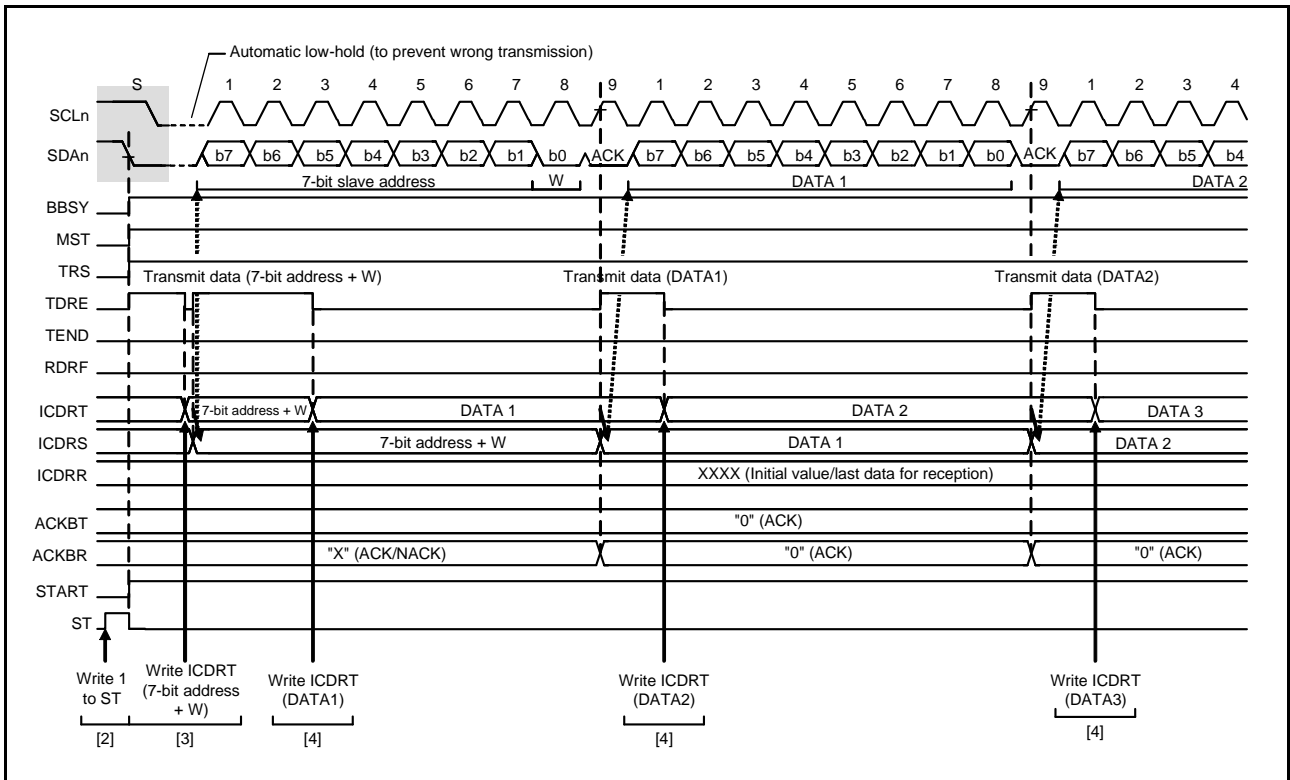 Automatic low-hold (to prevent wrong transmission)
S 1 2 3 4 5 6 7 8 9 1 2 3 4 5 6 7 8 9 1 2 3 4
SCLn
SDAn b7 b6 b5 b4 b3 b2 b1 b0 ACK b7 b6 b5 b4 b3 b2 b1 b0 ACK b7 b6 b5 b4
7-bit slave address W DATA 1 DATA 2
BBSY
MST
TRS
Transmit data (7-bit address + W) Transmit data (DATA1) Transmit data (DATA2)
TDRE
TEND
RDRF
ICDRT 7-bit address + W DATA 1 DATA 2 DATA 3
ICDRS 7-bit address + W DATA 1 DATA 2
ICDRR XXXX (Initial value/last data for reception)
ACKBT "0" (ACK)
ACKBR "X" (ACK/NACK) "0" (ACK) "0" (ACK)
START
ST
Write 1
to ST
Write ICDRT
(7-bit address
+ W)
Write ICDRT
(DATA1)
Write ICDRT
(DATA2)
Write ICDRT
(DATA3)
[2] [3] [4] [4] [4]